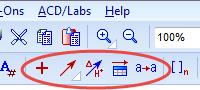 -Ons ACD/Labs Help
100%
A# H+ a→a []n